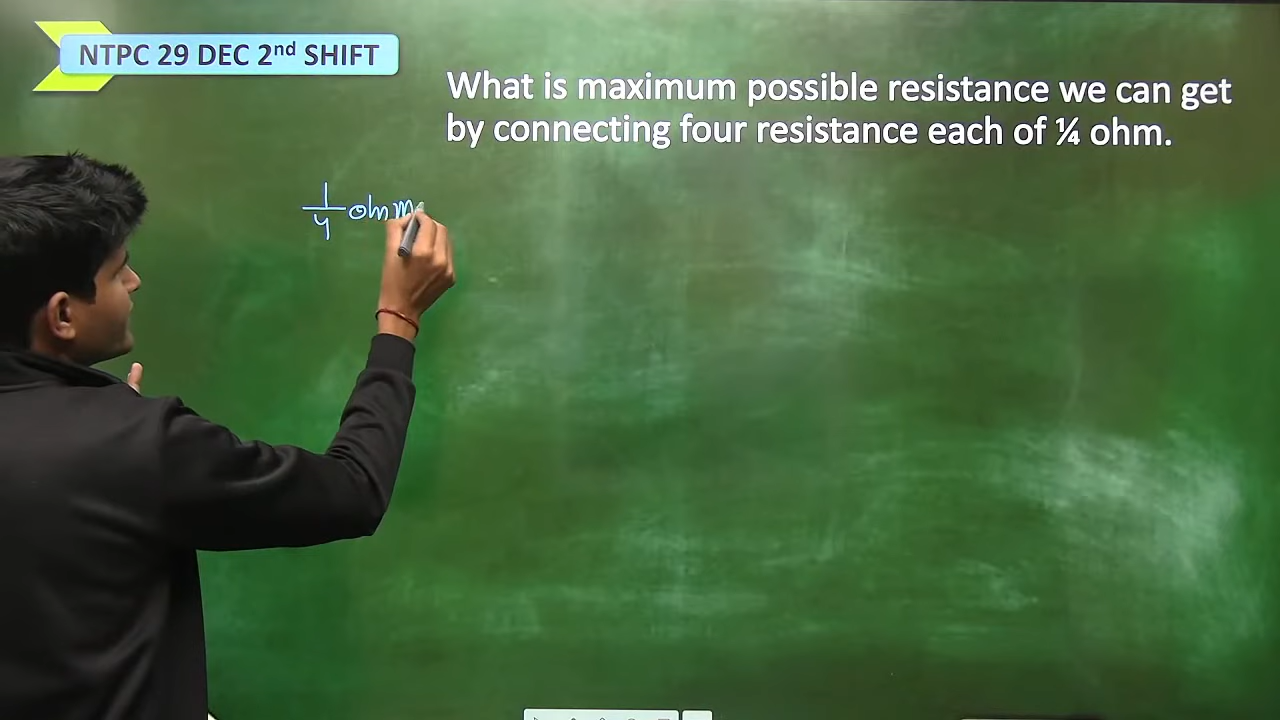 NTPC 29 DEC 2nd SHIFT
What is maximum possible resistance we can get
by connecting four resistance each of ¼ ohm.
1/4 ohm